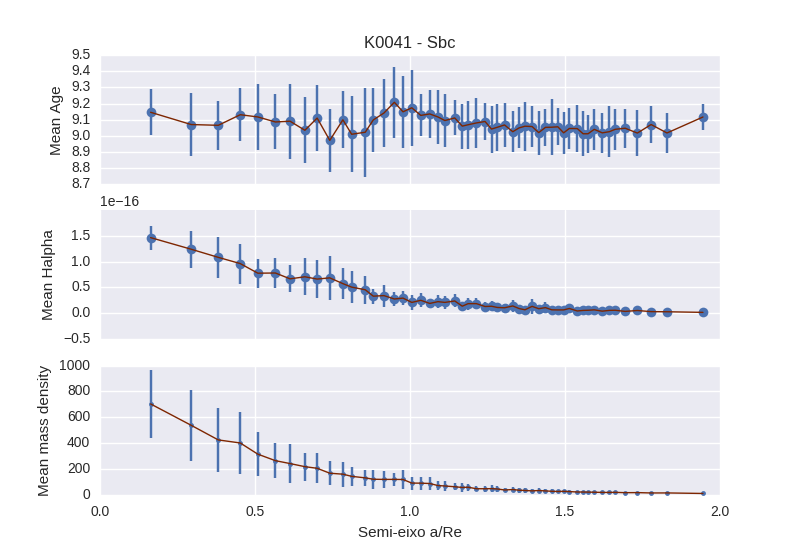 K0041 - Sbc
9.5
9.4
9.3
9.2
9.1
9.0
8.9
8.8
8.7
Mean Age
1e−16
1.5
1.0
0.5
0.0
−0.5
Mean Halpha
1000
800
600
400
200
0
Mean mass density
0.0 0.5 1.0 1.5 2.0
Semi-eixo a/Re